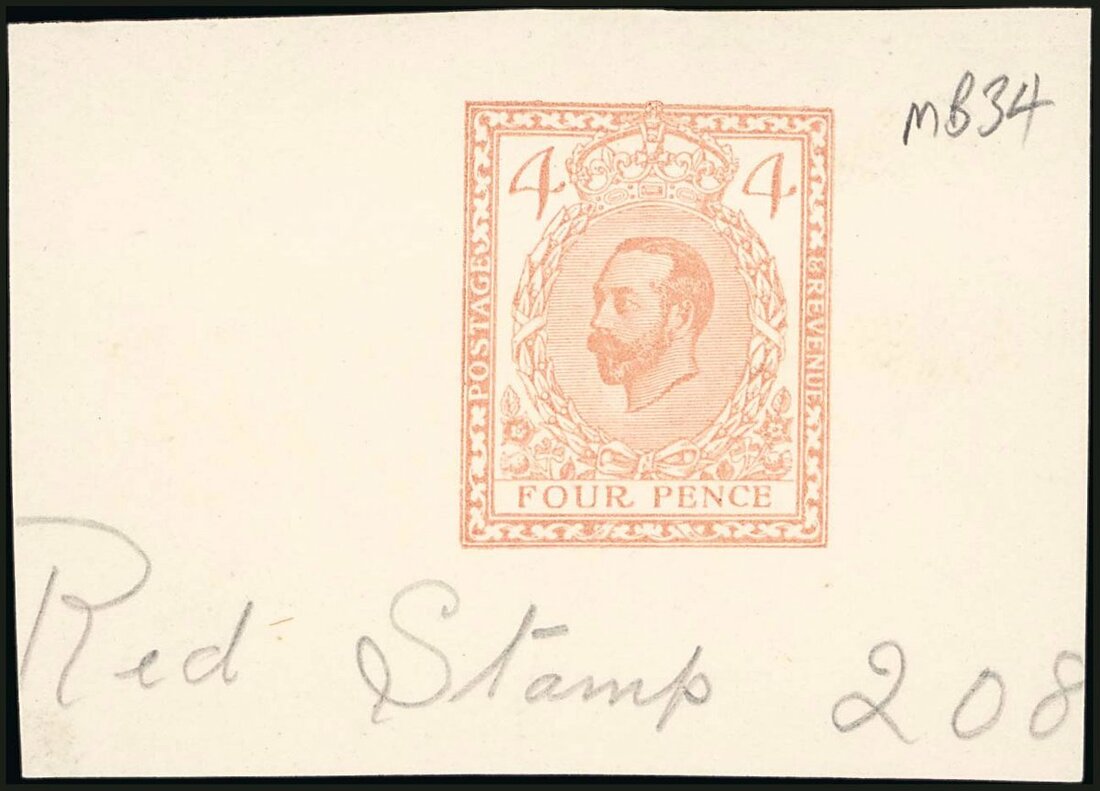 MB34
4 4
POSTAGE
& REVENUE
FOUR PENCE
Red Stamp 208